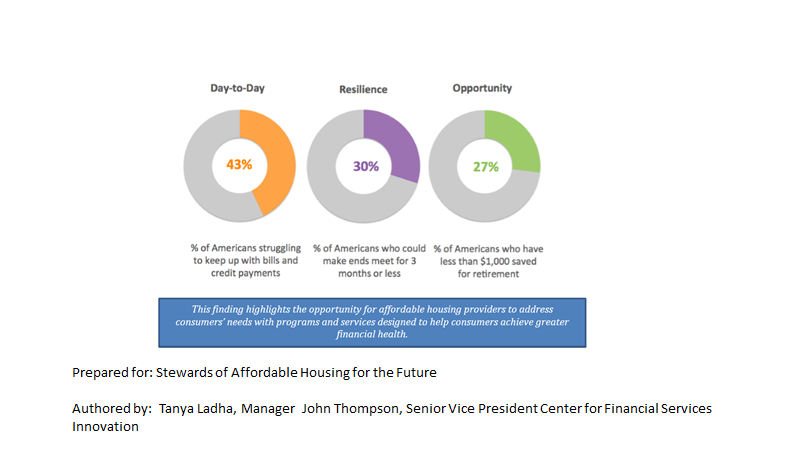 Day-to-Day
Resilience
Opportunity
43%
30%
27%
% of Americans struggling
to keep up with bills and
credit payments
% of Americans who could
make ends meet for 3
months or less
% of Americans who have
less than $1,000 saved
for retirement
This finding highlights the opportunity for affordable housing providers to address
consumers' needs with programs and services designed to help consumers achieve greater
financial health.
Prepared for: Stewards of Affordable Housing for the Future
Authored by:  Tanya Ladha, Manager  John Thompson, Senior Vice President Center for Financial Services
Innovation